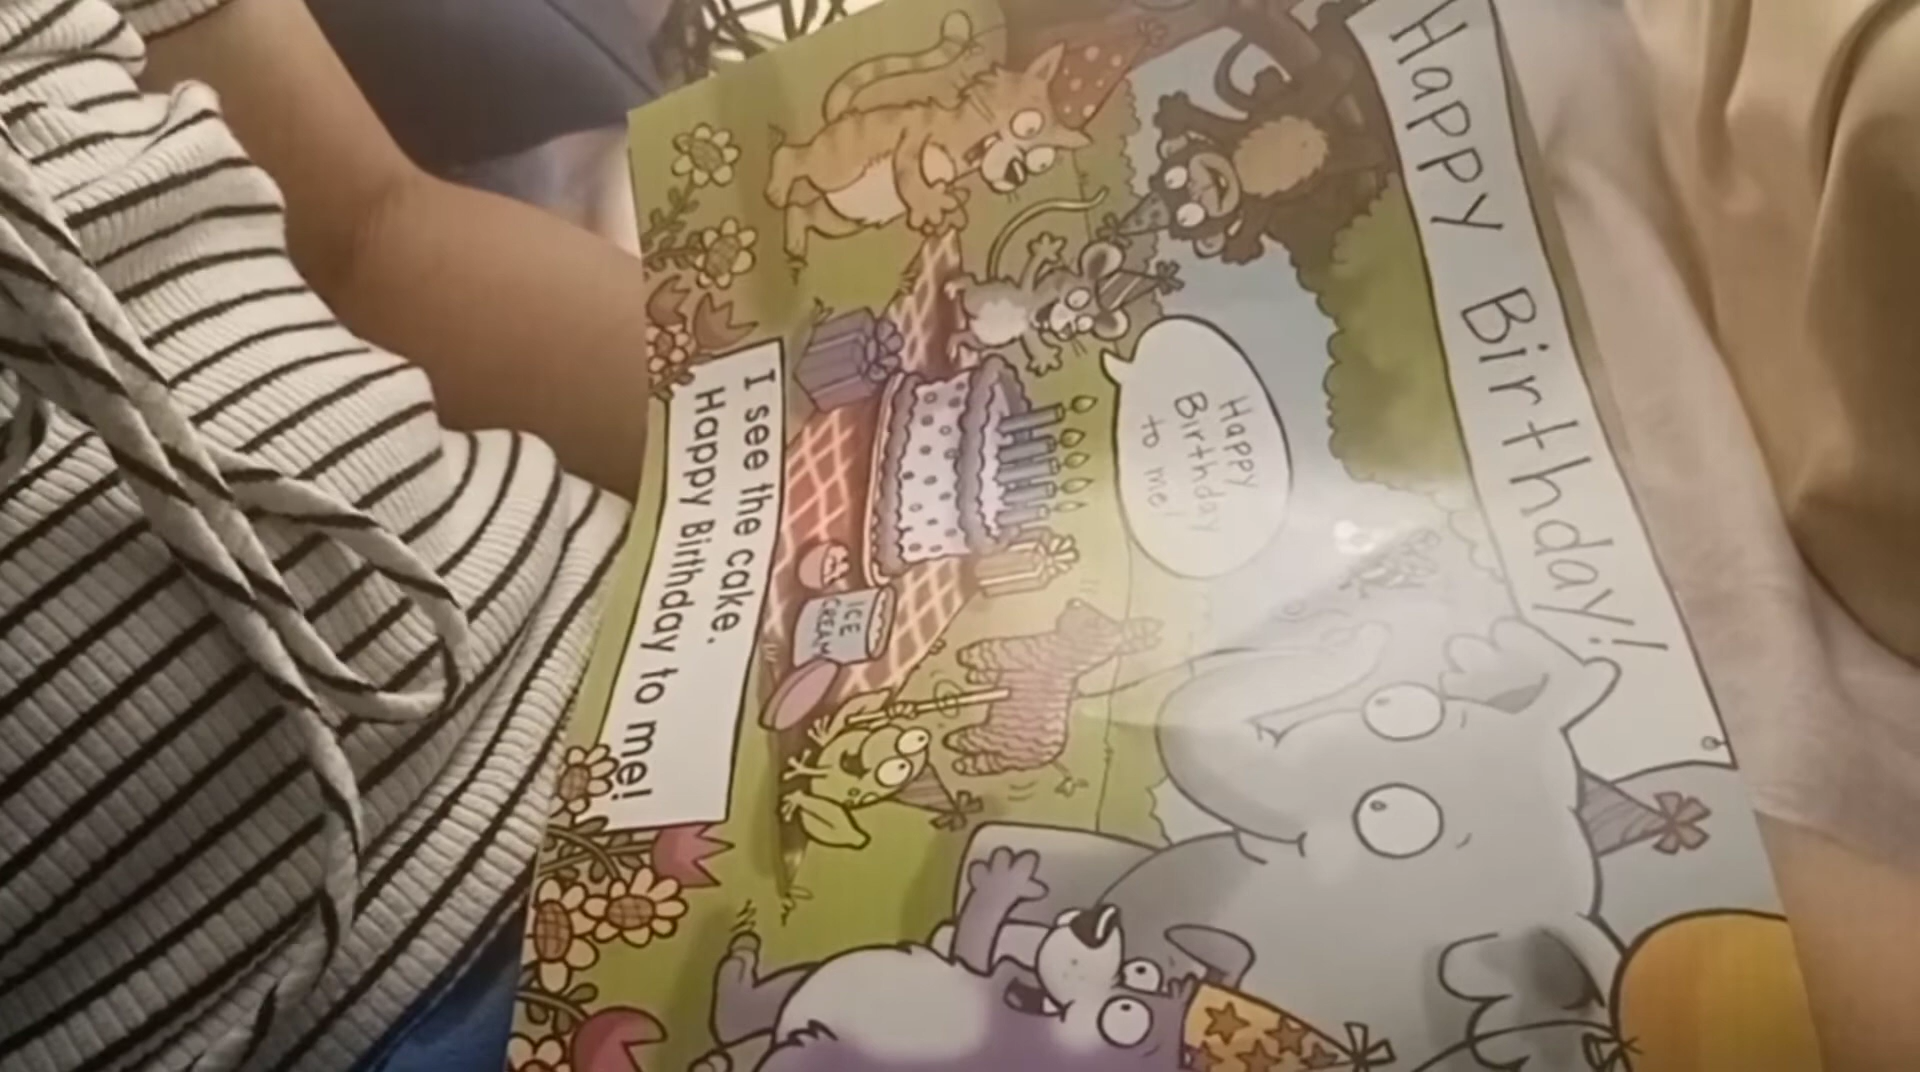 Happy Birthday!
Happy
Birthday
to me!
ICE
CREAM
I see the cake.
Happy Birthday to me!